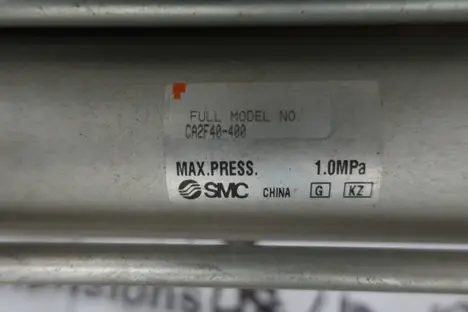 FULL MODEL NO
CA2F40-400
MAX.PRESS. 1.0MPa
SMC CHINA G KZ